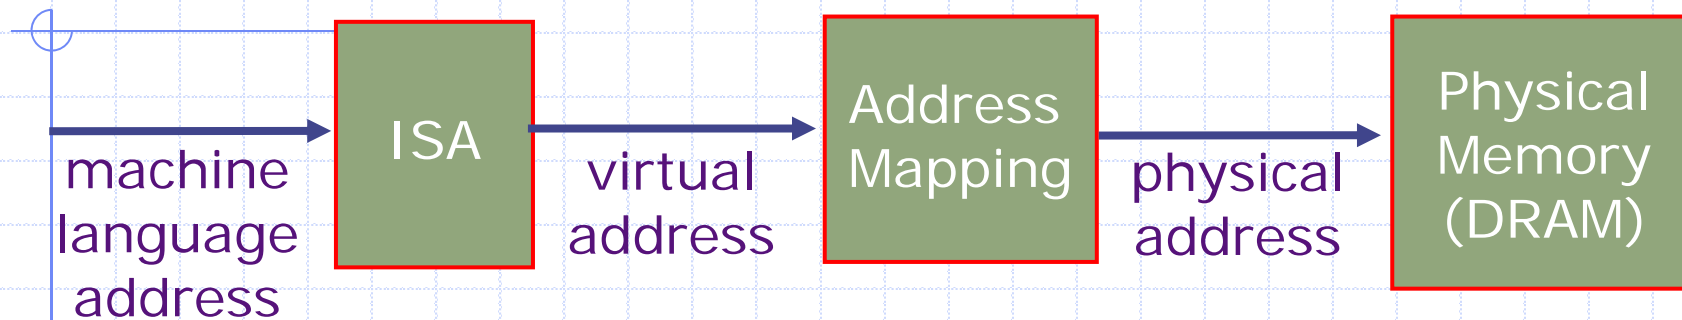 machine
language
address
ISA
virtual
address
Address
Mapping
physical
address
Physical
Memory
(DRAM)